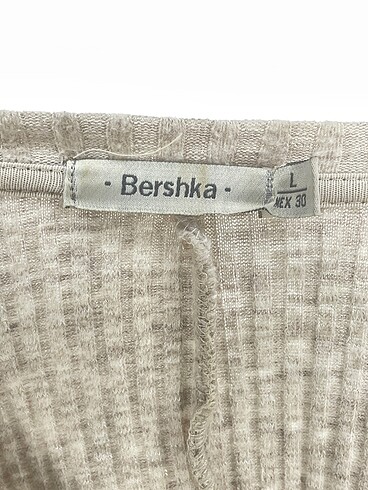 - Bershka -
L
MEX 30